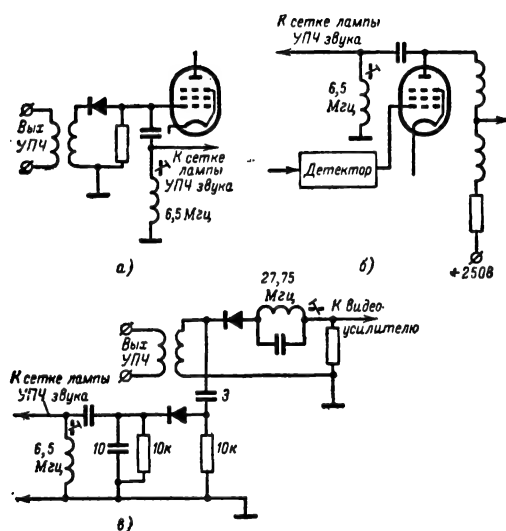 Вых
УПЧ
К сетке
лампы
УПЧ звука
6,5 Мгц
а)
К сетке лампы
УПЧ звука
6,5
Мгц
Детектор
+250В
б)
27,75
Мгц
К видео-
усилителю
Вых
УПЧ
3
К сетке лампы
УПЧ звука
6,5
Мгц
10
10к
10к
в)